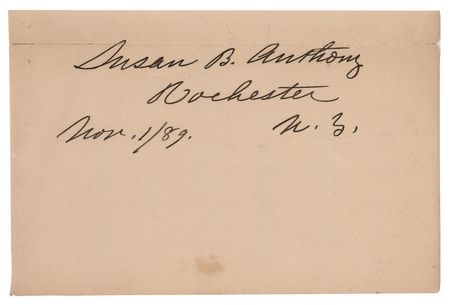 Susan B. Anthony
Rochester
Nov. 1/89. N. Y.